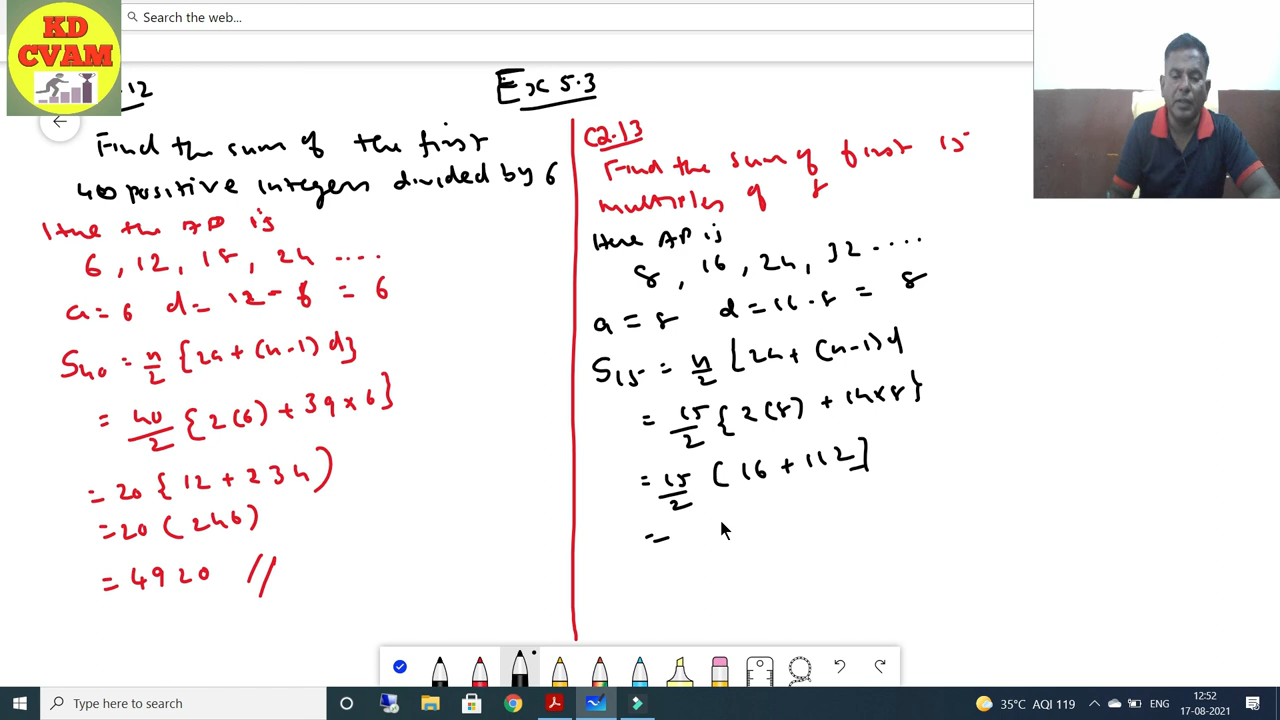 Search the web...
KD
CVAM
.12
Ex 5.3
Find the sum of the first
40 positive integers divided by 6
Here the AP is
6, 12, 18, 24 ....
a = 6 d = 12 - 6 = 6
S40 = n/2 {2a + (n-1) d}
= 40/2 {2(6) + 39 x 6}
= 20 {12 + 234)
= 20 (246)
= 4920 //
Q.13
Find the sum of first 15
multiples of 8
Here AP is
8, 16, 24, 32 ....
a = 8 d = 16 - 8 = 8
S15 = n/2 [2a + (n-1) d
= 15/2 {2(8) + 14x8}
= 15/2 (16 + 112]
=
Type here to search
35°C AQI 119
ENG
12:52
17-08-2021